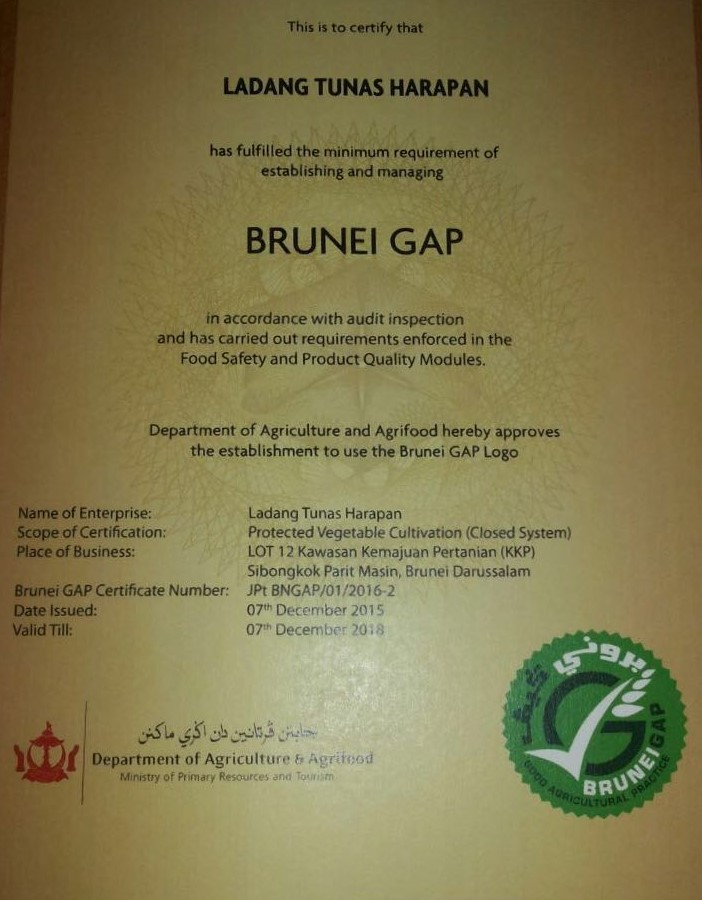 This is to certify that
LADANG TUNAS HARAPAN
has fulfilled the minimum requirement of
establishing and managing
BRUNEI GAP
in accordance with audit inspection
and has carried out requirements enforced in the
Food Safety and Product Quality Modules.
Department of Agriculture and Agrifood hereby approves
the establishment to use the Brunei GAP Logo
Name of Enterprise: Ladang Tunas Harapan
Scope of Certification: Protected Vegetable Cultivation (Closed System)
Place of Business: LOT 12 Kawasan Kemajuan Pertanian (KKP)
Sibongkok Parit Masin, Brunei Darussalam
Brunei GAP Certificate Number: JPt BNGAP/01/2016-2
Date Issued: 07th December 2015
Valid Till: 07th December 2018
جابتن ڤرتانين دان اݢري ماکنن
Department of Agriculture & Agrifood
Ministry of Primary Resources and Tourism
بروني ݢيف
G
BRUNEI GAP
GOOD AGRICULTURAL PRACTICE